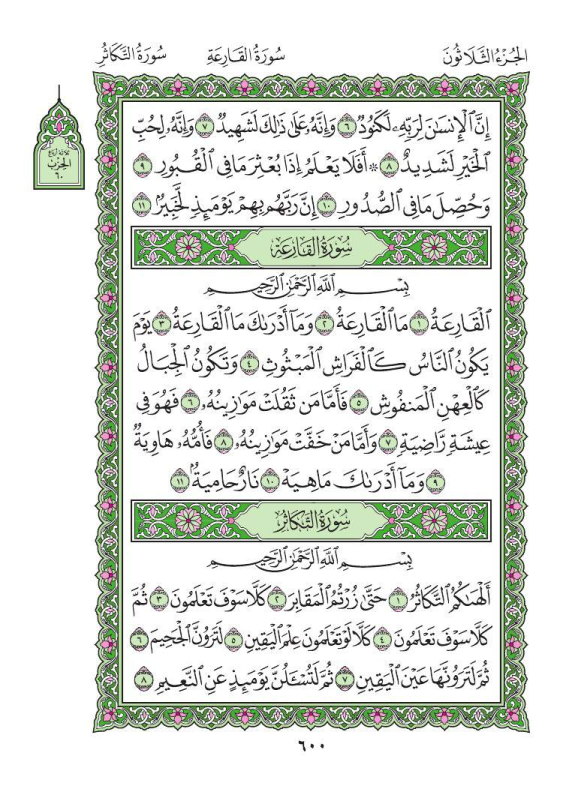 الجُزْءُ الثَّلَاثُونَ
سُورَةُ القَارِعَةِ
سُورَةُ التَّكَاثُرِ
ثلاثة أرباع
الحِزْب
٦٠
إِنَّ ٱلْإِنسَٰنَ لِرَبِّهِۦ لَكَنُودٌ ٦ وَإِنَّهُۥ عَلَىٰ ذَٰلِكَ لَشَهِيدٌ ٧ وَإِنَّهُۥ لِحُبِّ
ٱلْخَيْرِ لَشَدِيدٌ ٨ ۞ أَفَلَا يَعْلَمُ إِذَا بُعْثِرَ مَا فِي ٱلْقُبُورِ ٩
وَحُصِّلَ مَا فِي ٱلصُّدُورِ ١٠ إِنَّ رَبَّهُم بِهِمْ يَوْمَئِذٍ لَّخَبِيرٌۢ ١١
سُورَةُ القَارِعَةِ
بِسْمِ ٱللَّهِ ٱلرَّحْمَٰنِ ٱلرَّحِيمِ
ٱلْقَارِعَةُ ١ مَا ٱلْقَارِعَةُ ٢ وَمَآ أَدْرَىٰكَ مَا ٱلْقَارِعَةُ ٣ يَوْمَ
يَكُونُ ٱلنَّاسُ كَٱلْفَرَاشِ ٱلْمَبْثُوثِ ٤ وَتَكُونُ ٱلْجِبَالُ
كَٱلْعِهْنِ ٱلْمَنفُوشِ ٥ فَأَمَّا مَن ثَقُلَتْ مَوَٰزِينُهُۥ ٦ فَهُوَ فِي
عِيشَةٍ رَّاضِيَةٍ ٧ وَأَمَّا مَنْ خَفَّتْ مَوَٰزِينُهُۥ ٨ فَأُمُّهُۥ هَاوِيَةٌ
٩ وَمَآ أَدْرَىٰكَ مَا هِيَهْ ١٠ نَارٌ حَامِيَةٌۢ ١١
سُورَةُ التَّكَاثُرِ
بِسْمِ ٱللَّهِ ٱلرَّحْمَٰنِ ٱلرَّحِيمِ
أَلْهَىٰكُمُ ٱلتَّكَاثُرُ ١ حَتَّىٰ زُرْتُمُ ٱلْمَقَابِرَ ٢ كَلَّا سَوْفَ تَعْلَمُونَ ٣ ثُمَّ
كَلَّا سَوْفَ تَعْلَمُونَ ٤ كَلَّا لَوْ تَعْلَمُونَ عِلْمَ ٱلْيَقِينِ ٥ لَتَرَوُنَّ ٱلْجَحِيمَ ٦
ثُمَّ لَتَرَوُنَّهَا عَيْنَ ٱلْيَقِينِ ٧ ثُمَّ لَتُسْـَٔلُنَّ يَوْمَئِذٍ عَنِ ٱلنَّعِيمِ ٨
٦٠٠